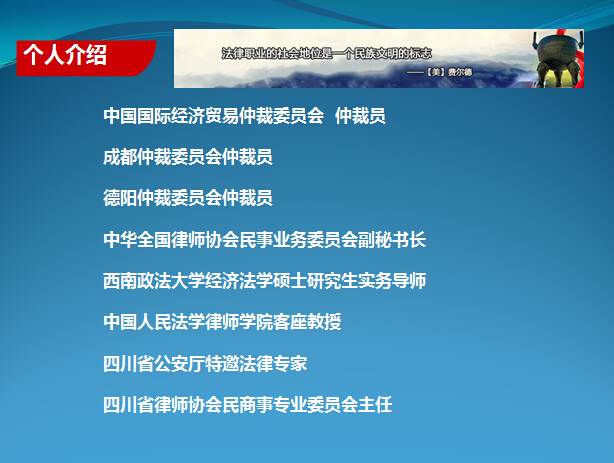 个人介绍
法律职业的社会地位是一个民族文明的标志
——【美】费尔德
中国国际经济贸易仲裁委员会 仲裁员
成都仲裁委员会仲裁员
德阳仲裁委员会仲裁员
中华全国律师协会民事业务委员会副秘书长
西南政法大学经济法学硕士研究生实务导师
中国人民法学律师学院客座教授
四川省公安厅特邀法律专家
四川省律师协会民商事专业委员会主任